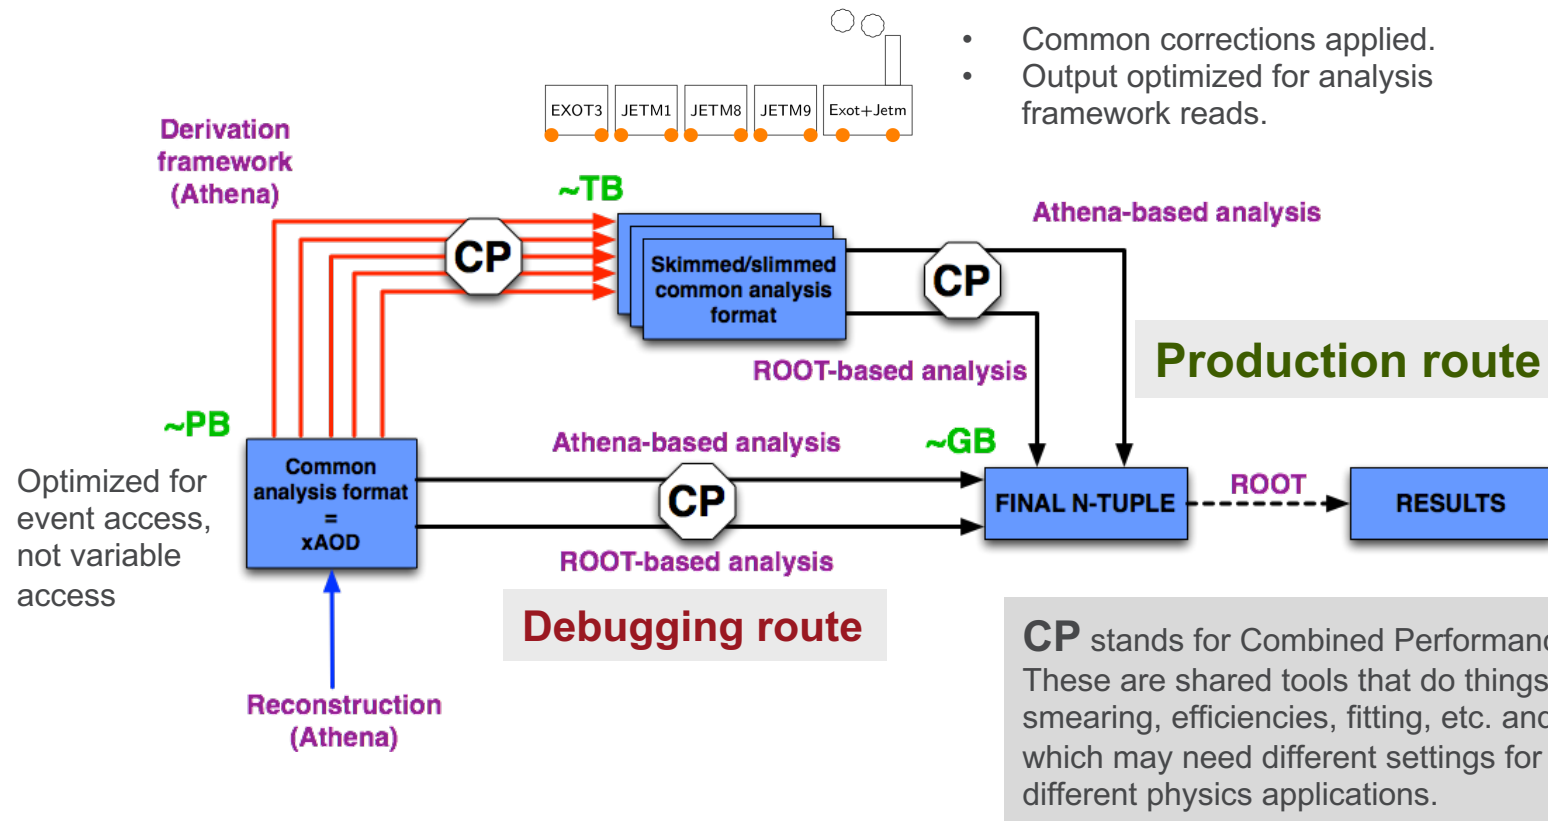 • Common corrections applied.
• Output optimized for analysis
framework reads.
EXOT3 JETM1 JETM8 JETM9 Exot+Jetm
Derivation
framework
(Athena)
~TB
CP
Skimmed/slimmed
common analysis
format
CP
Athena-based analysis
ROOT-based analysis
Production route
~PB
Optimized for
event access,
not variable
access
Common
analysis format
=
xAOD
Athena-based analysis
CP
ROOT-based analysis
~GB
FINAL N-TUPLE
ROOT
RESULTS
Debugging route
Reconstruction
(Athena)
CP stands for Combined Performanc
These are shared tools that do things
smearing, efficiencies, fitting, etc. and
which may need different settings for
different physics applications.